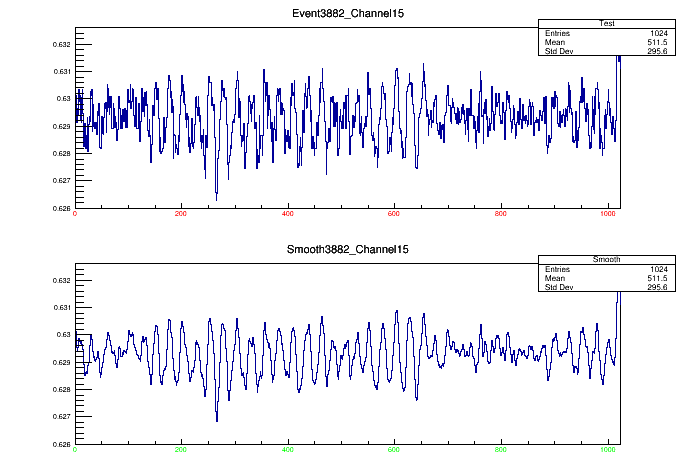 Event3882_Channel15
Test
Entries 1024
Mean 511.5
Std Dev 295.6
0.632
0.631
0.63
0.629
0.628
0.627
0.626
0 200 400 600 800 1000
Smooth3882_Channel15
Smooth
Entries 1024
Mean 511.5
Std Dev 295.6
0.632
0.631
0.63
0.629
0.628
0.627
0.626
0 200 400 600 800 1000